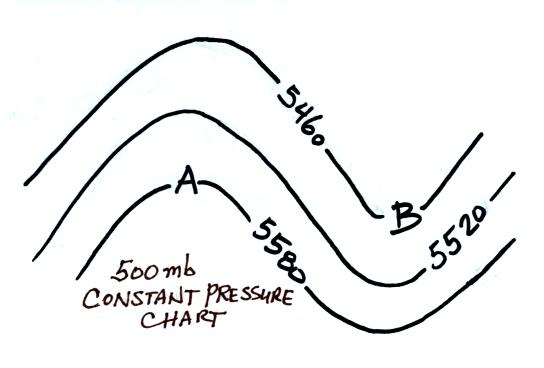 5460
A
B
5520
5580
500mb
CONSTANT PRESSURE
CHART